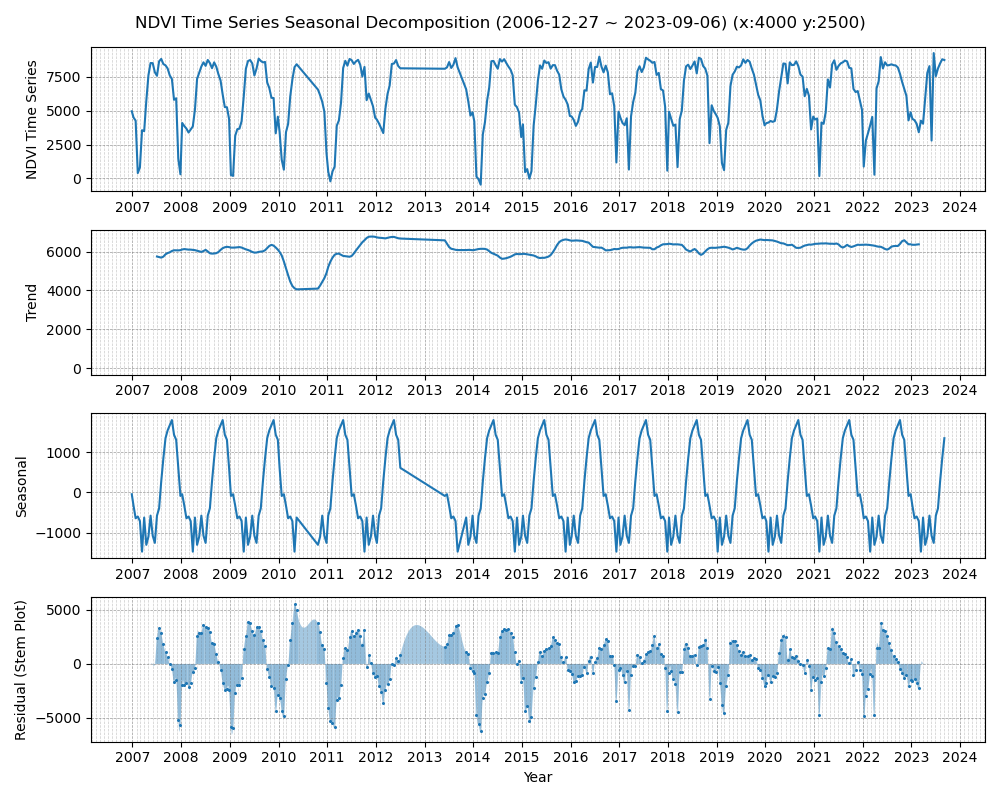 NDVI Time Series Seasonal Decomposition (2006-12-27 ~ 2023-09-06) (x:4000 y:2500)
NDVI Time Series
7500
5000
2500
0
2007 2008 2009 2010 2011 2012 2013 2014 2015 2016 2017 2018 2019 2020 2021 2022 2023 2024
Trend
6000
4000
2000
0
2007 2008 2009 2010 2011 2012 2013 2014 2015 2016 2017 2018 2019 2020 2021 2022 2023 2024
Seasonal
1000
0
−1000
2007 2008 2009 2010 2011 2012 2013 2014 2015 2016 2017 2018 2019 2020 2021 2022 2023 2024
Residual (Stem Plot)
5000
0
−5000
2007 2008 2009 2010 2011 2012 2013 2014 2015 2016 2017 2018 2019 2020 2021 2022 2023 2024
Year